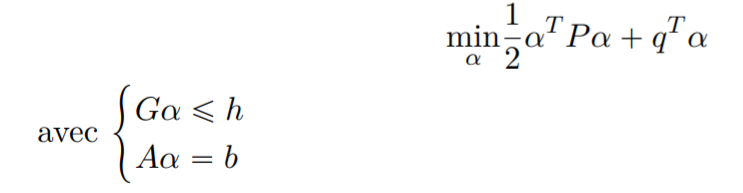 min_α 1/2 α^T Pα + q^T α
avec { Gα ⩽ h
Aα = b